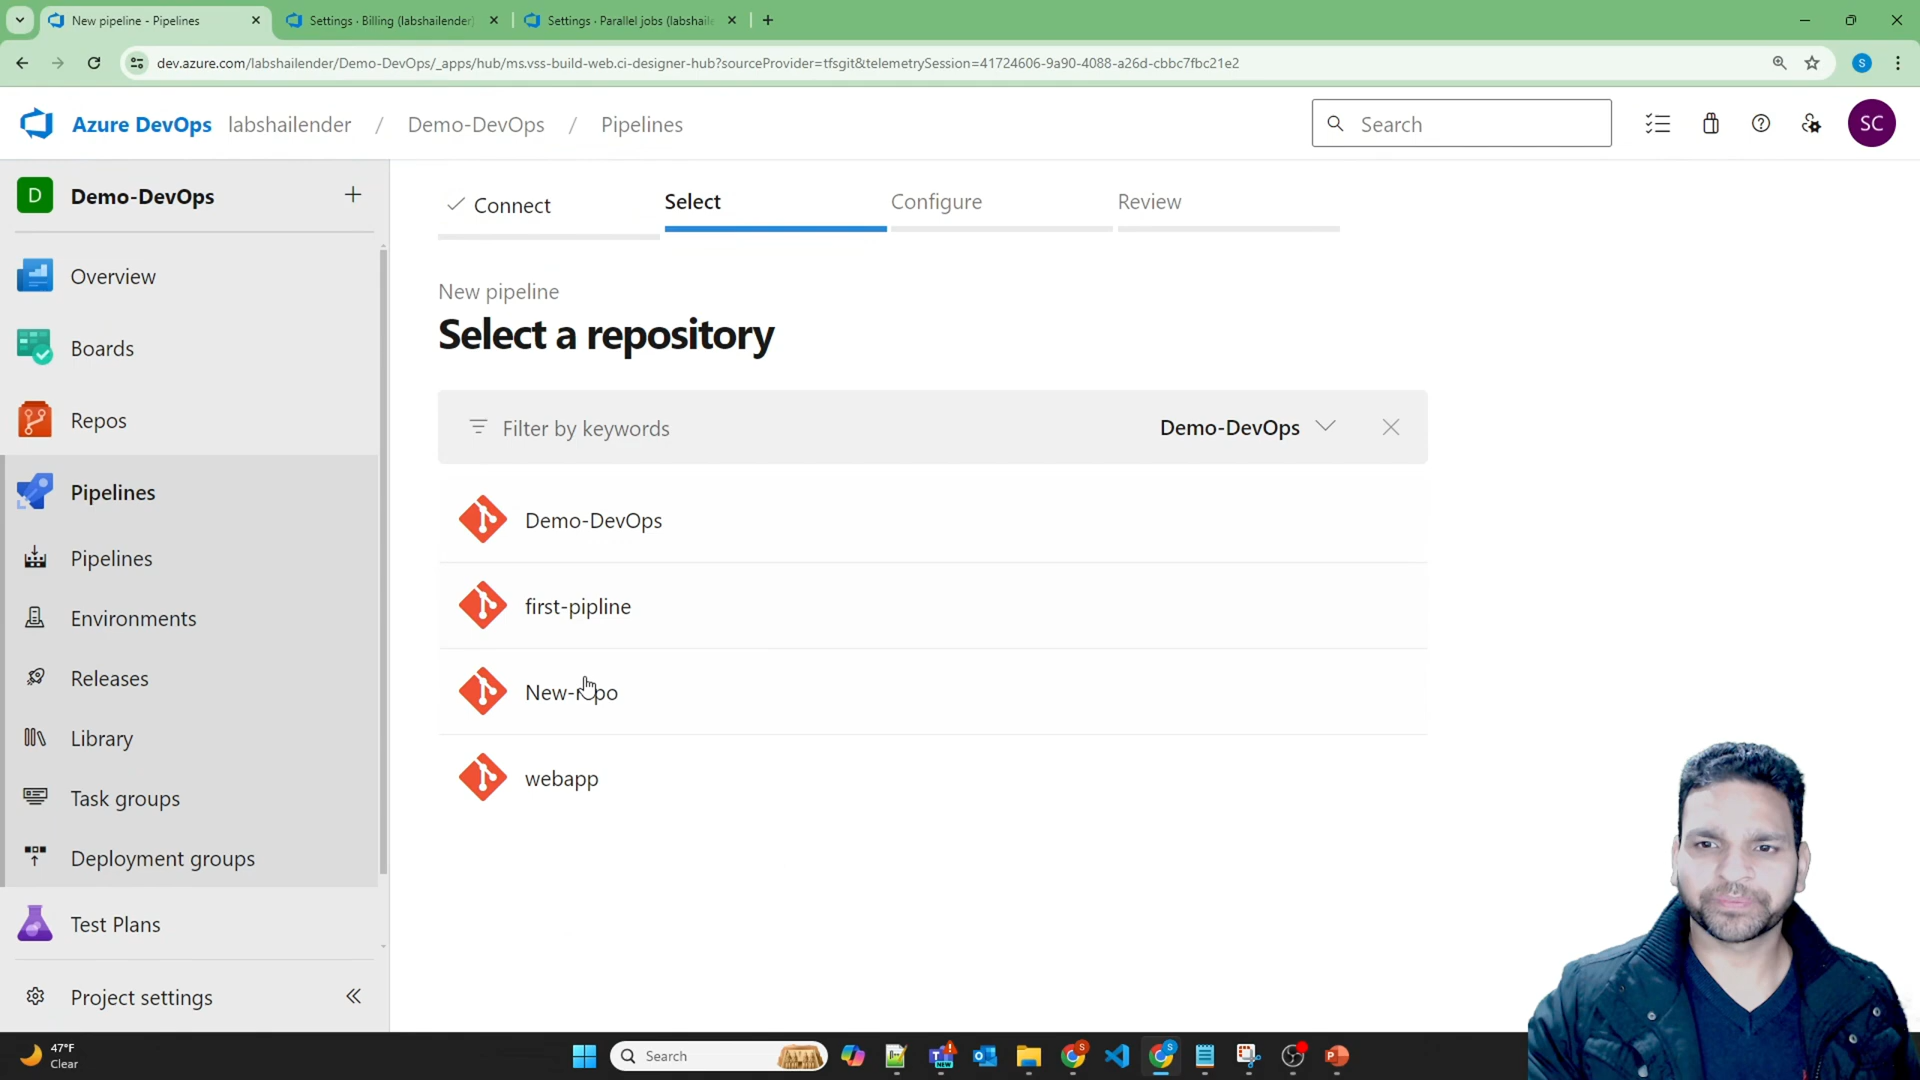 New pipeline - Pipelines
Settings · Billing (labshailender)
Settings · Parallel jobs (labshaile
dev.azure.com/labshailender/Demo-DevOps/_apps/hub/ms.vss-build-web.ci-designer-hub?sourceProvider=tfsgit&telemetrySession=41724606-9a90-4088-a26d-cbbc7fbc21e2
S
Azure DevOps labshailender / Demo-DevOps / Pipelines
Search
SC
D Demo-DevOps
Overview
Boards
Repos
Pipelines
Pipelines
Environments
Releases
Library
Task groups
Deployment groups
Test Plans
Project settings
Connect Select Configure Review
New pipeline
Select a repository
Filter by keywords Demo-DevOps
Demo-DevOps
first-pipline
New-repo
webapp
47°F
Clear
Search
NEW